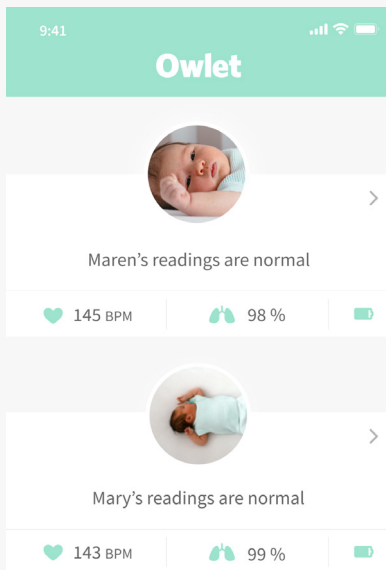 9:41
Owlet
Maren's readings are normal
145 BPM
98 %
Mary's readings are normal
143 BPM
99 %